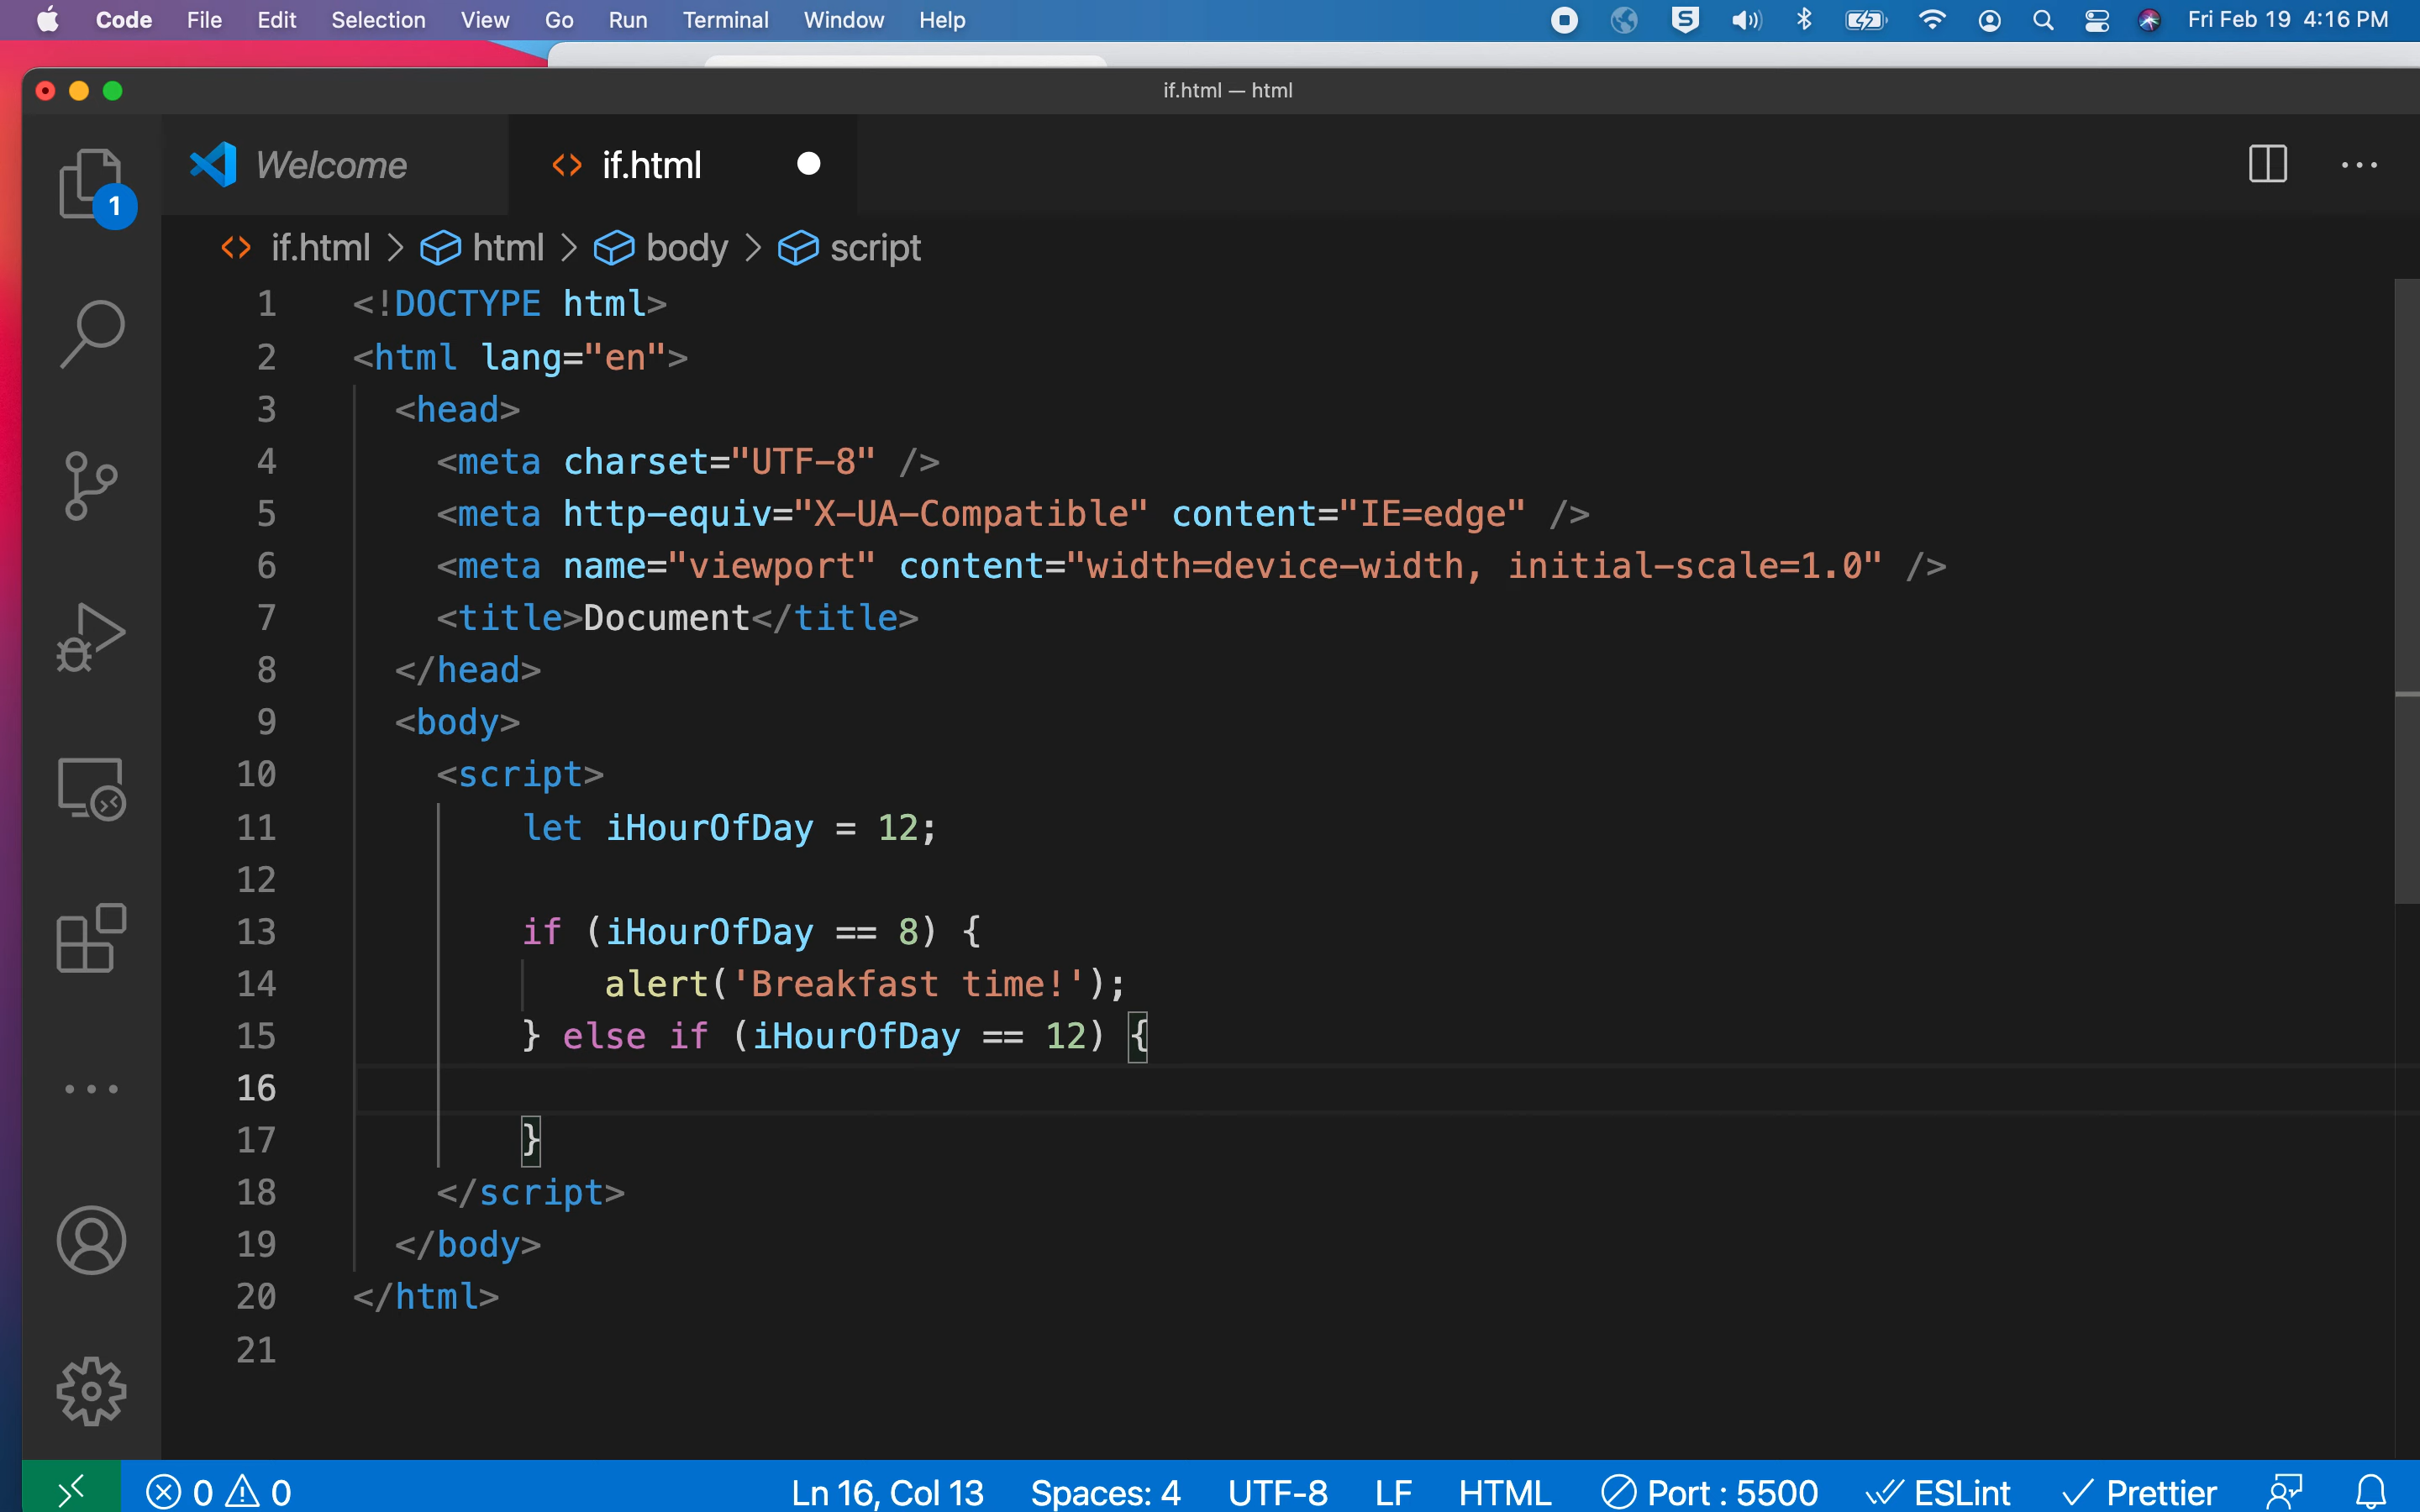 Code File Edit Selection View Go Run Terminal Window Help Fri Feb 19 4:16 PM
if.html — html
Welcome if.html
1
if.html > html > body > script
1 <!DOCTYPE html>
2 <html lang="en">
3 <head>
4 <meta charset="UTF-8" />
5 <meta http-equiv="X-UA-Compatible" content="IE=edge" />
6 <meta name="viewport" content="width=device-width, initial-scale=1.0" />
7 <title>Document</title>
8 </head>
9 <body>
10 <script>
11 let iHourOfDay = 12;
12
13 if (iHourOfDay == 8) {
14 alert('Breakfast time!');
15 } else if (iHourOfDay == 12) {
16
17 }
18 </script>
19 </body>
20 </html>
21
0 0 Ln 16, Col 13 Spaces: 4 UTF-8 LF HTML Port : 5500 ESLint Prettier